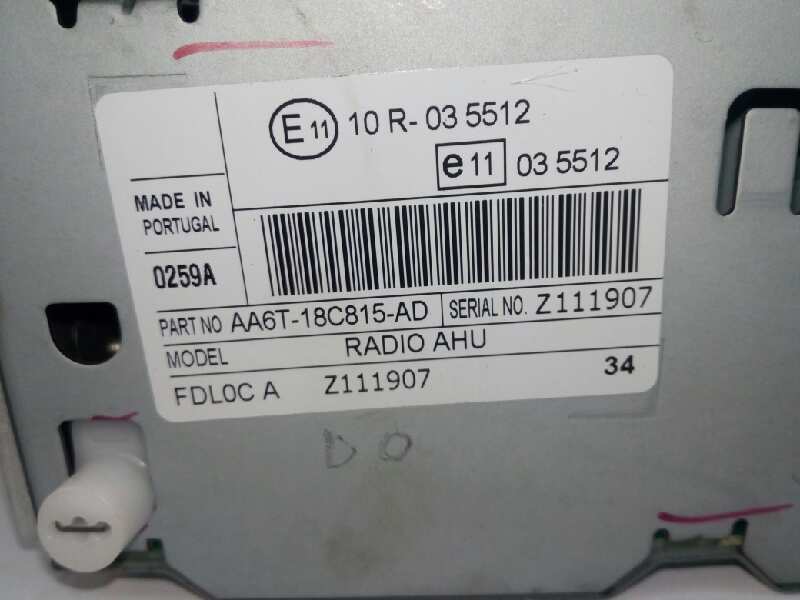 E11 10 R- 03 5512
e11 03 5512
MADE IN
PORTUGAL
0259A
PART NO AA6T-18C815-AD SERIAL NO. Z111907
MODEL RADIO AHU
FDL0C A Z111907 34
DO